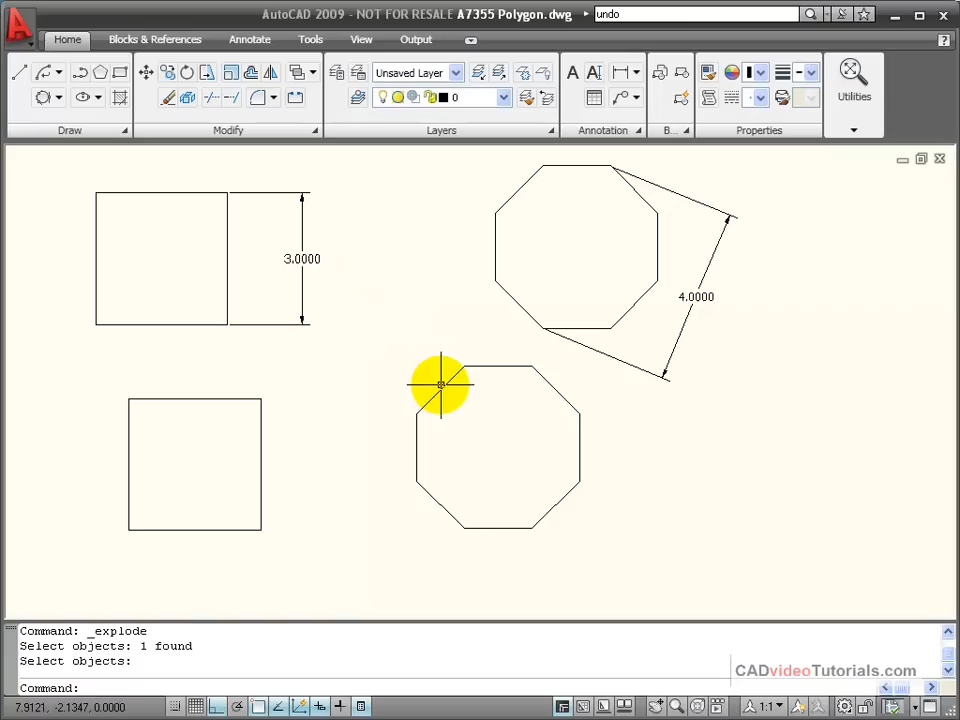 AutoCAD 2009 - NOT FOR RESALE A7355 Polygon.dwg
undo
Home
Blocks & References
Annotate
Tools
View
Output
Unsaved Layer
0
Utilities
Draw
Modify
Layers
Annotation
B...
Properties
3.0000
4.0000
Command: _explode
Select objects: 1 found
Select objects:
CADvideoTutorials.com
Command:
7.9121, -2.1347, 0.0000
1:1